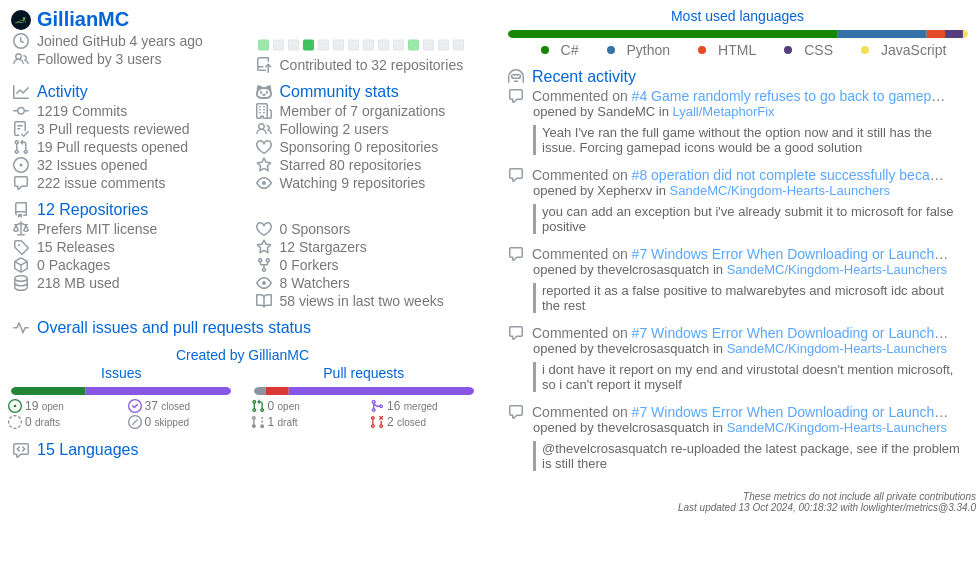 GillianMC
Joined GitHub 4 years ago
Followed by 3 users
Contributed to 32 repositories
Activity
1219 Commits
3 Pull requests reviewed
19 Pull requests opened
32 Issues opened
222 issue comments
Community stats
Member of 7 organizations
Following 2 users
Sponsoring 0 repositories
Starred 80 repositories
Watching 9 repositories
12 Repositories
Prefers MIT license
15 Releases
0 Packages
218 MB used
0 Sponsors
12 Stargazers
0 Forkers
8 Watchers
58 views in last two weeks
Overall issues and pull requests status
Created by GillianMC
Issues
19 open
37 closed
0 drafts
0 skipped
Pull requests
0 open
16 merged
1 draft
2 closed
15 Languages
Most used languages
C# Python HTML CSS JavaScript
Recent activity
Commented on #4 Game randomly refuses to go back to gamep…
opened by SandeMC in Lyall/MetaphorFix
Yeah I've ran the full game without the option now and it still has the
issue. Forcing gamepad icons would be a good solution
Commented on #8 operation did not complete successfully beca…
opened by Xepherxv in SandeMC/Kingdom-Hearts-Launchers
you can add an exception but i've already submit it to microsoft for false
positive
Commented on #7 Windows Error When Downloading or Launch…
opened by thevelcrosasquatch in SandeMC/Kingdom-Hearts-Launchers
reported it as a false positive to malwarebytes and microsoft idc about
the rest
Commented on #7 Windows Error When Downloading or Launch…
opened by thevelcrosasquatch in SandeMC/Kingdom-Hearts-Launchers
i dont have it report on my end and virustotal doesn't mention microsoft,
so i can't report it myself
Commented on #7 Windows Error When Downloading or Launch…
opened by thevelcrosasquatch in SandeMC/Kingdom-Hearts-Launchers
@thevelcrosasquatch re-uploaded the latest package, see if the problem
is still there
These metrics do not include all private contributions
Last updated 13 Oct 2024, 00:18:32 with lowlighter/metrics@3.34.0